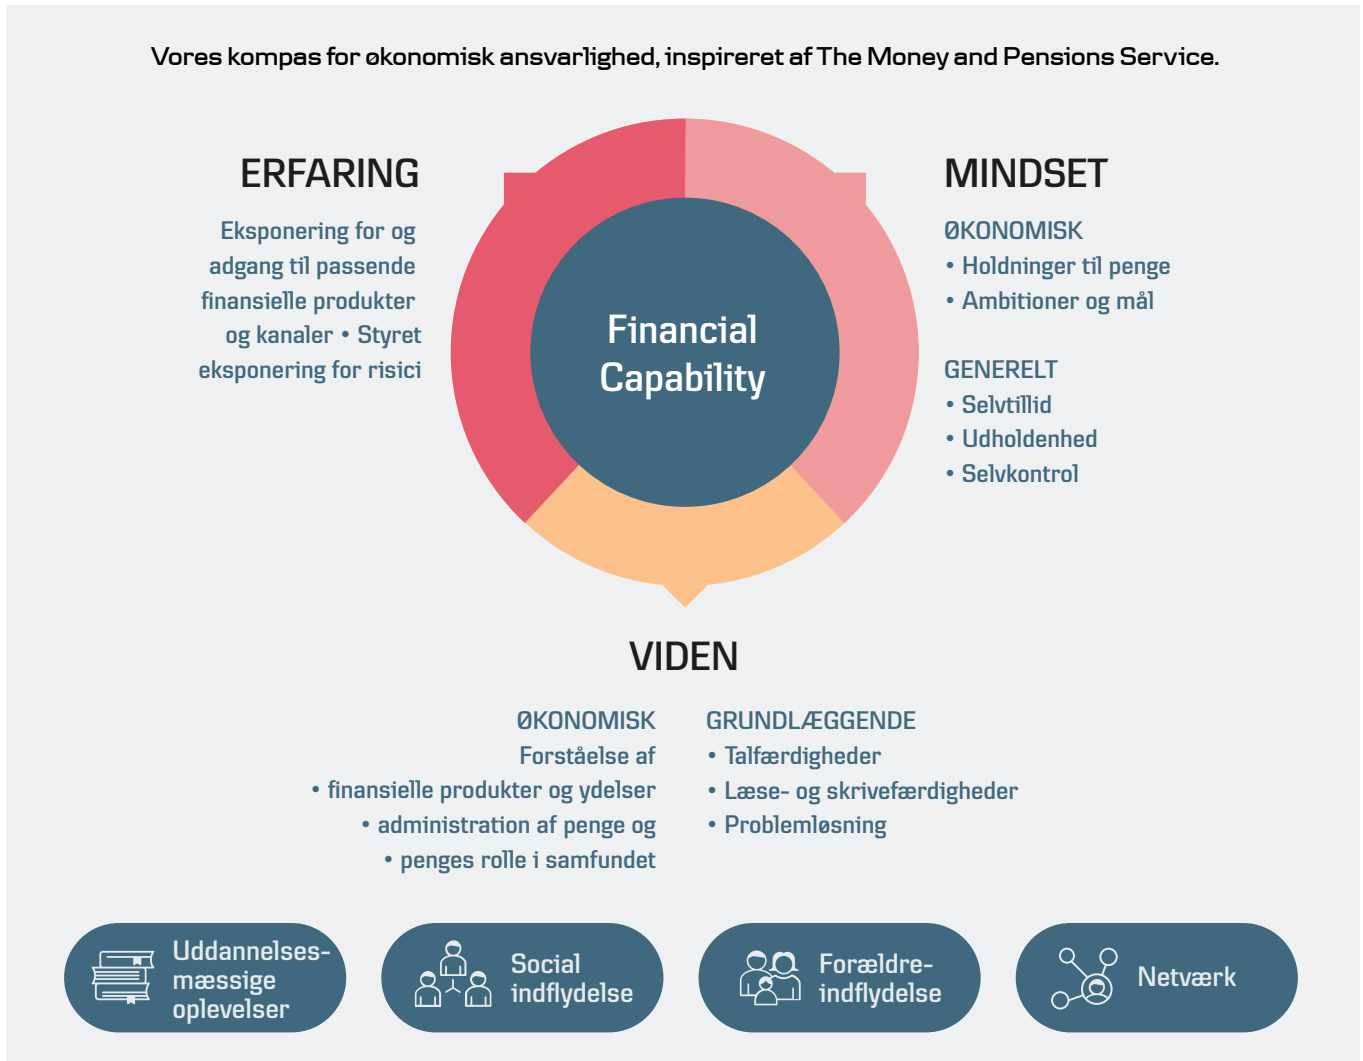 Vores kompas for økonomisk ansvarlighed, inspireret af The Money and Pensions Service.
ERFARING
Eksponering for og
adgang til passende
finansielle produkter
og kanaler • Styret
eksponering for risici
Financial
Capability
MINDSET
ØKONOMISK
• Holdninger til penge
• Ambitioner og mål
GENERELT
• Selvtillid
• Udholdenhed
• Selvkontrol
VIDEN
ØKONOMISK
Forståelse af
• finansielle produkter og ydelser
• administration af penge og
• penges rolle i samfundet
GRUNDLÆGGENDE
• Talfærdigheder
• Læse- og skrivefærdigheder
• Problemløsning
Uddannelses-
mæssige
oplevelser
Social
indflydelse
Forældre-
indflydelse
Netværk